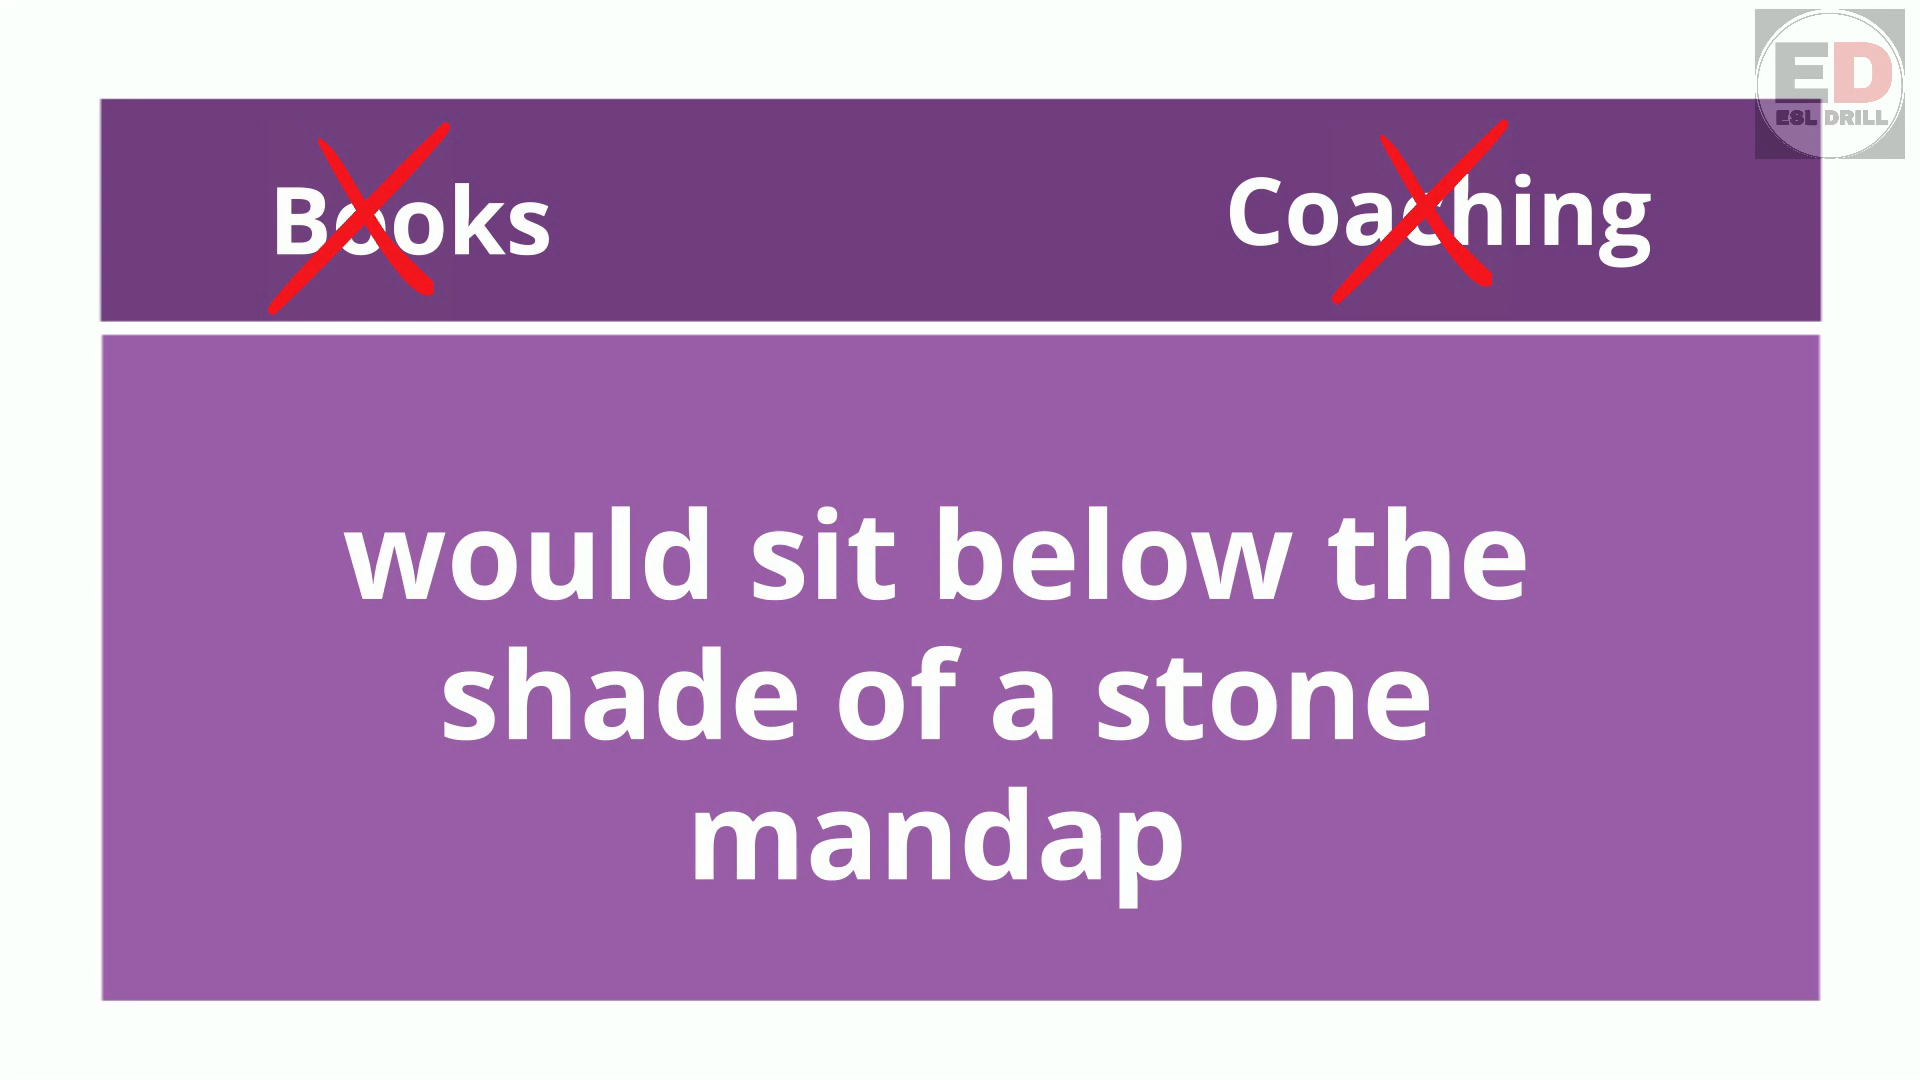 ED
ESL DRILL
Books
Coaching
would sit below the
shade of a stone
mandap